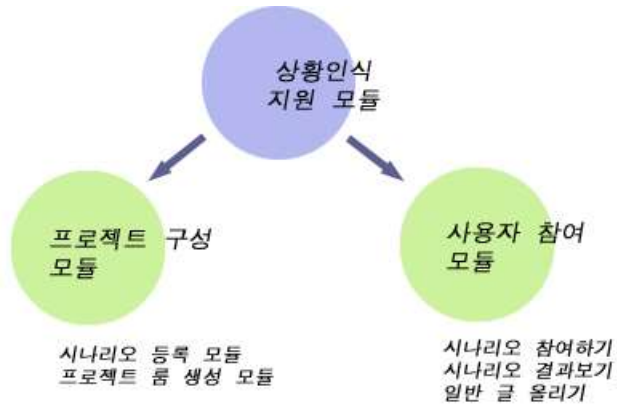 상황인식
지원 모듈
프로젝트 구성
모듈
사용자 참여
모듈
시나리오 등록 모듈
프로젝트 룸 생성 모듈
시나리오 참여하기
시나리오 결과보기
일반 글 올리기